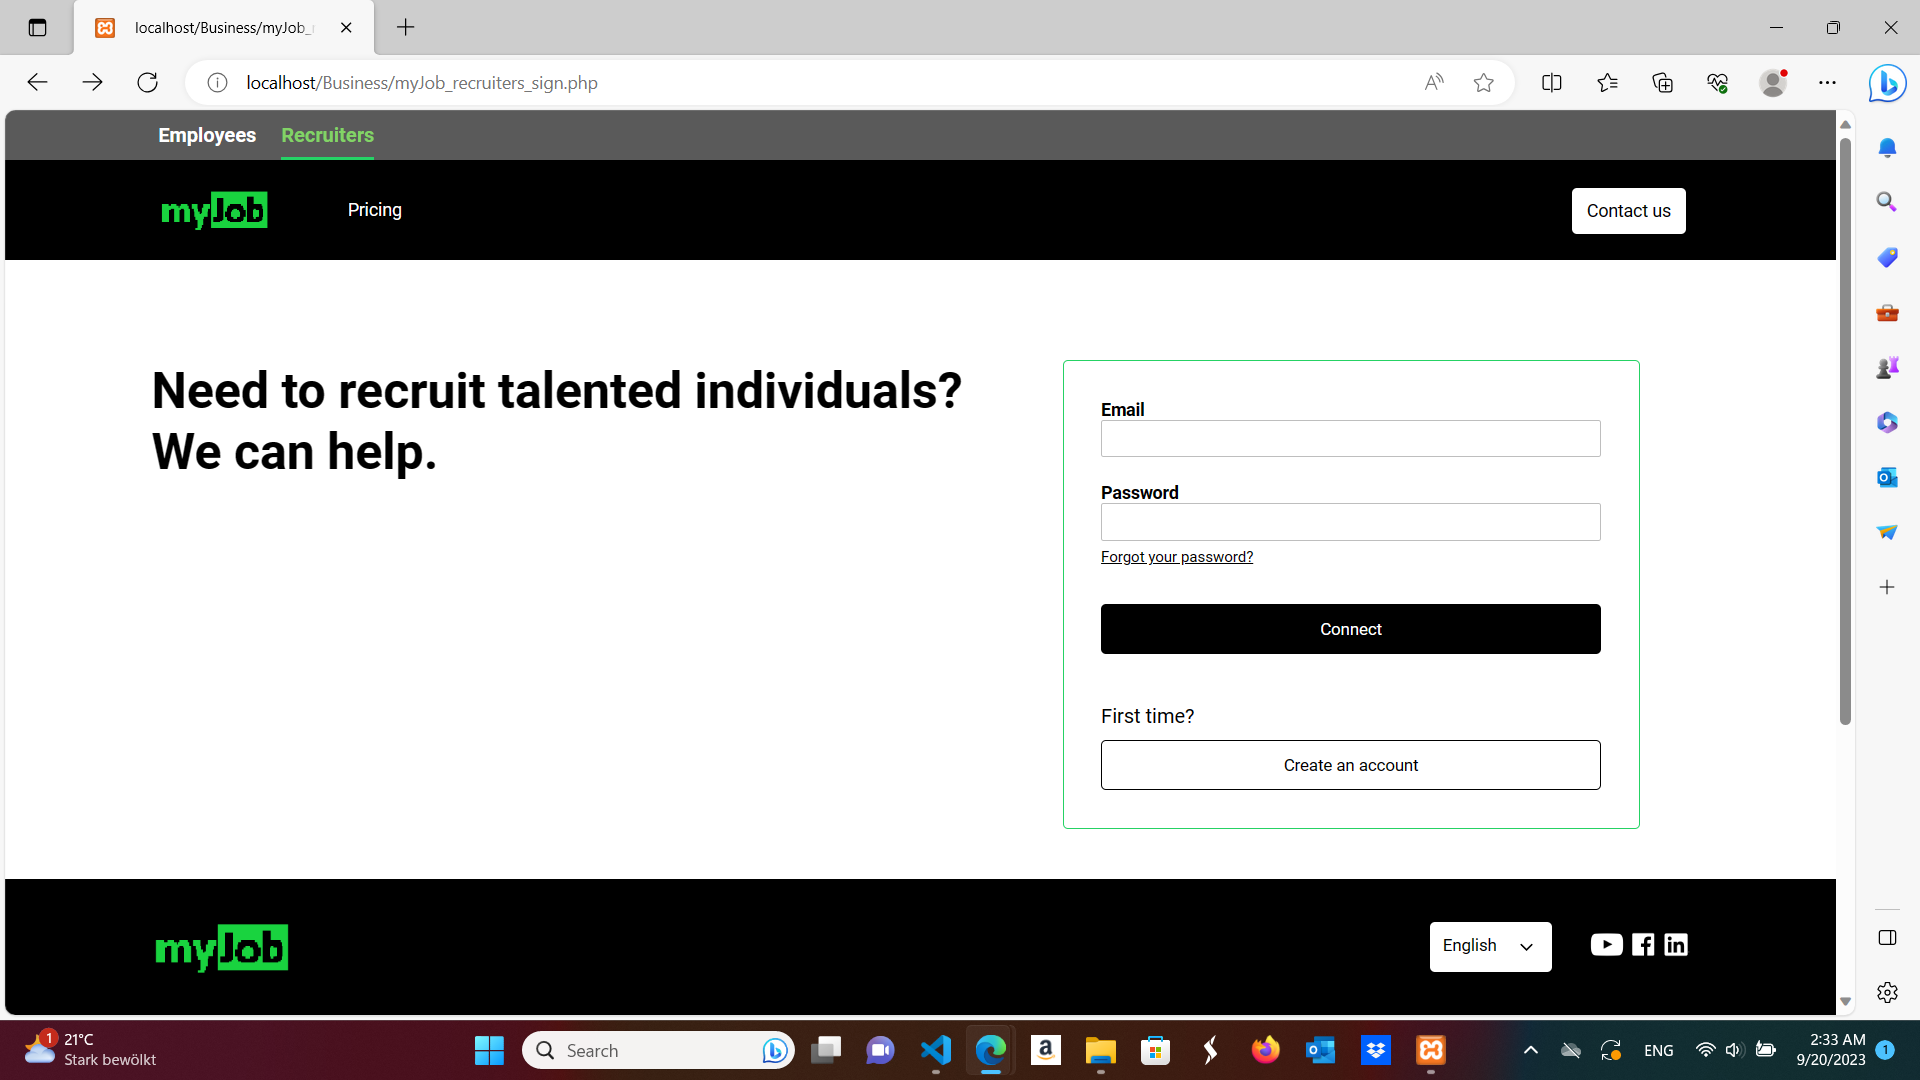 localhost/Business/myJob_r
localhost/Business/myJob_recruiters_sign.php
Employees Recruiters
myJob Pricing Contact us
Need to recruit talented individuals?
We can help.
Email
Password
Forgot your password?
Connect
First time?
Create an account
myJob English
1 21°C
Stark bewölkt
Search
ENG
2:33 AM
9/20/2023
1